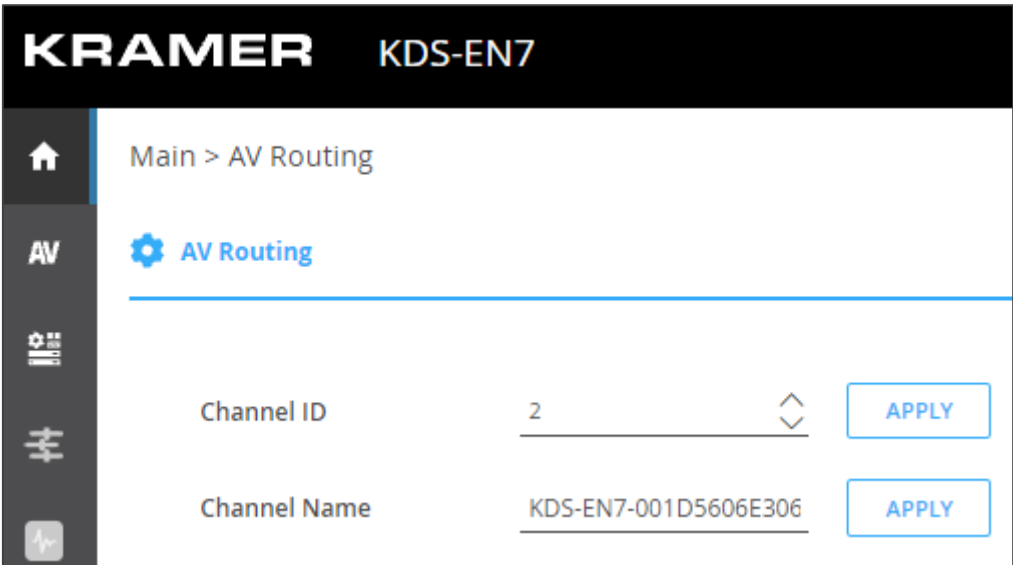 KRAMER KDS-EN7
Main > AV Routing
AV
AV Routing
Channel ID 2 APPLY
Channel Name KDS-EN7-001D5606E306 APPLY